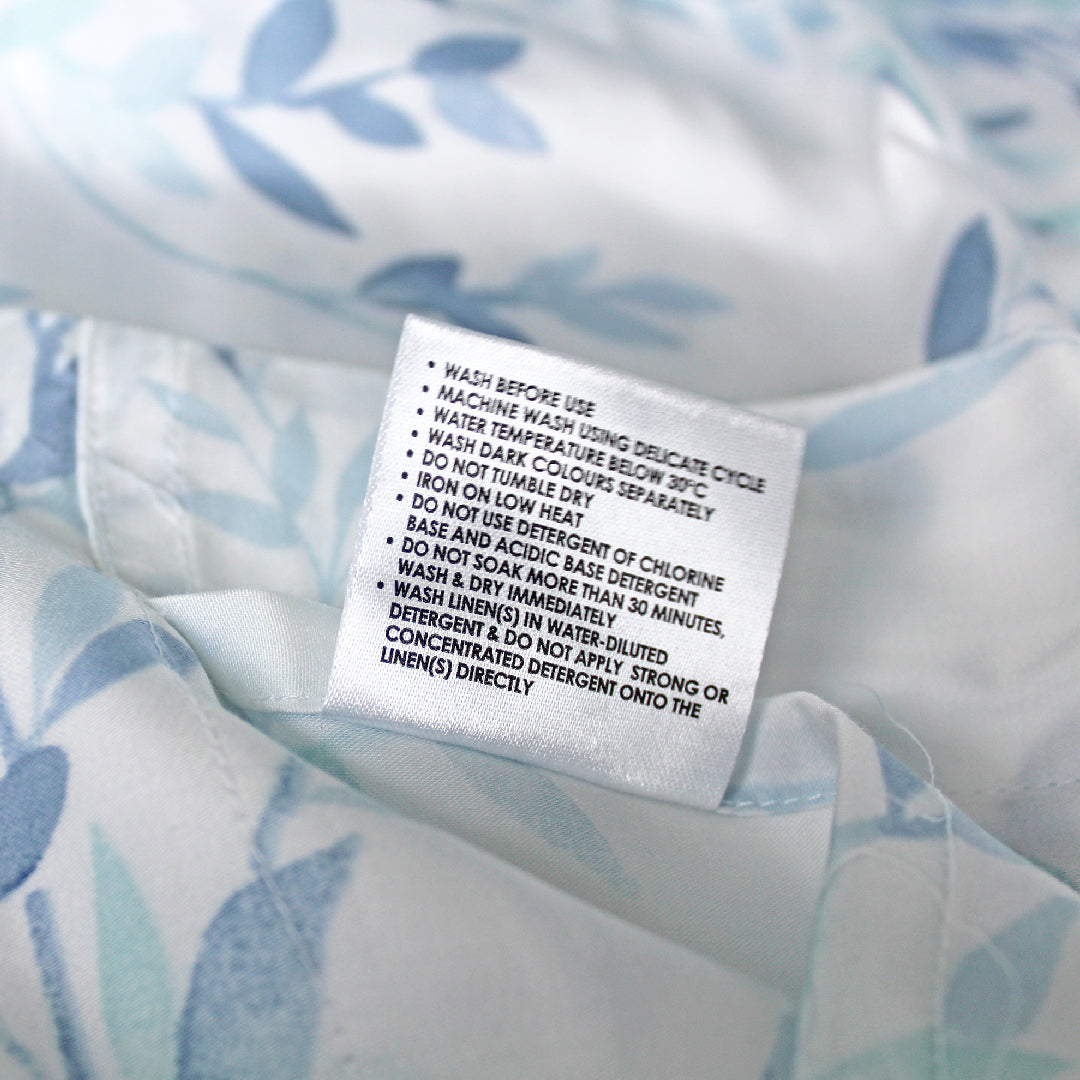 • WASH BEFORE USE
• MACHINE WASH USING DELICATE CYCLE
• WATER TEMPERATURE BELOW 30°C
• WASH DARK COLOURS SEPARATELY
• DO NOT TUMBLE DRY
• IRON ON LOW HEAT
• DO NOT USE DETERGENT OF CHLORINE
BASE AND ACIDIC BASE DETERGENT
• DO NOT SOAK MORE THAN 30 MINUTES,
WASH & DRY IMMEDIATELY
• WASH LINEN(S) IN WATER-DILUTED
DETERGENT & DO NOT APPLY STRONG OR
CONCENTRATED DETERGENT ONTO THE
LINEN(S) DIRECTLY